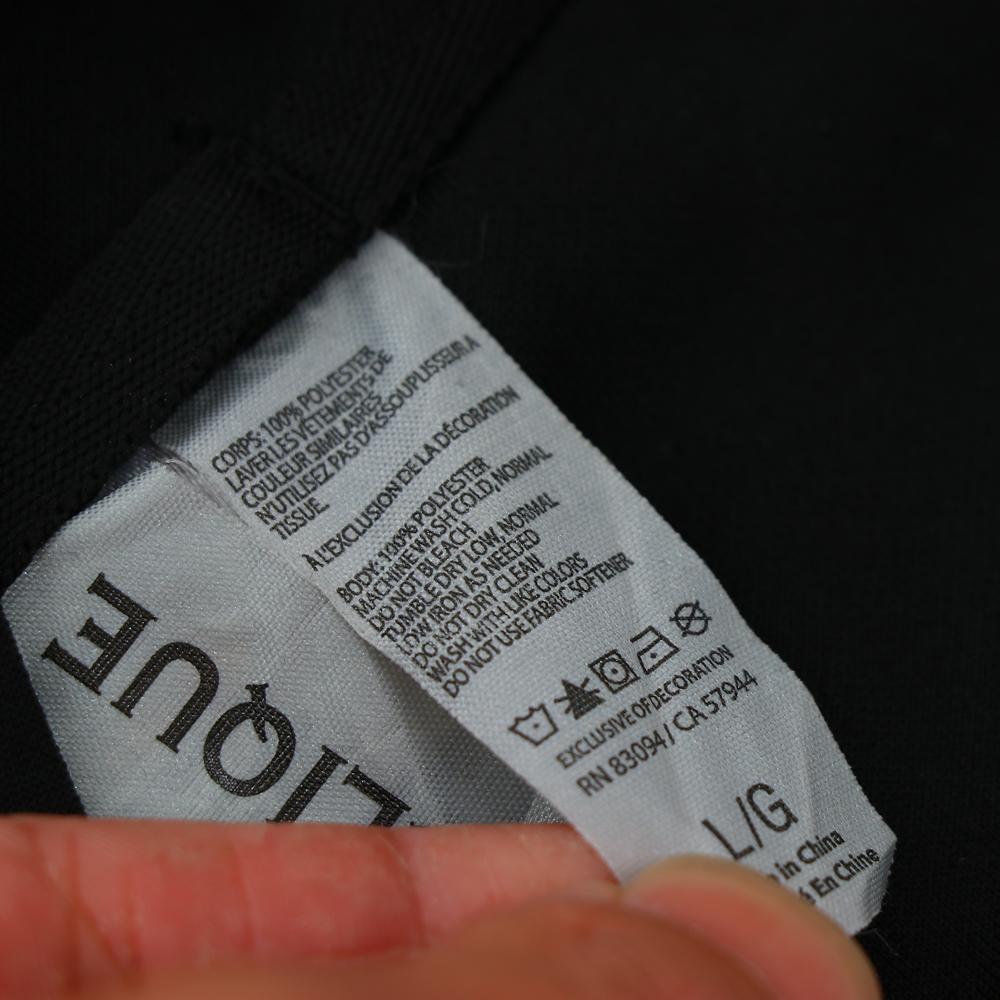 CORPS: 100% POLYESTER
LAVER LES VÊTEMENTS DE
COULEUR SIMILAIRES
N'UTILISEZ PAS D'ASSOUPLISSEUR À
TISSUE
À L'EXCLUSION DE LA DÉCORATION
BODY: 100% POLYESTER
MACHINE WASH COLD, NORMAL
DO NOT BLEACH
TUMBLE DRY LOW, NORMAL
LOW IRON AS NEEDED
DO NOT DRY CLEAN
WASH WITH LIKE COLORS
DO NOT USE FABRIC SOFTENER
EXCLUSIVE OF DECORATION
RN 83094 / CA 57944
L/G
in China
En Chine